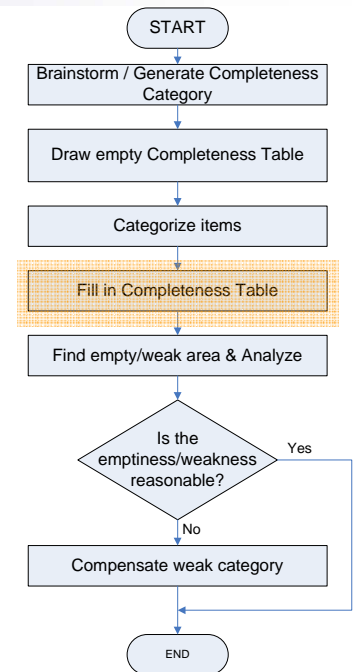 START
Brainstorm / Generate Completeness
Category
Draw empty Completeness Table
Categorize items
Fill in Completeness Table
Find empty/weak area & Analyze
Is the
emptiness/weakness
reasonable?
Yes
No
Compensate weak category
END